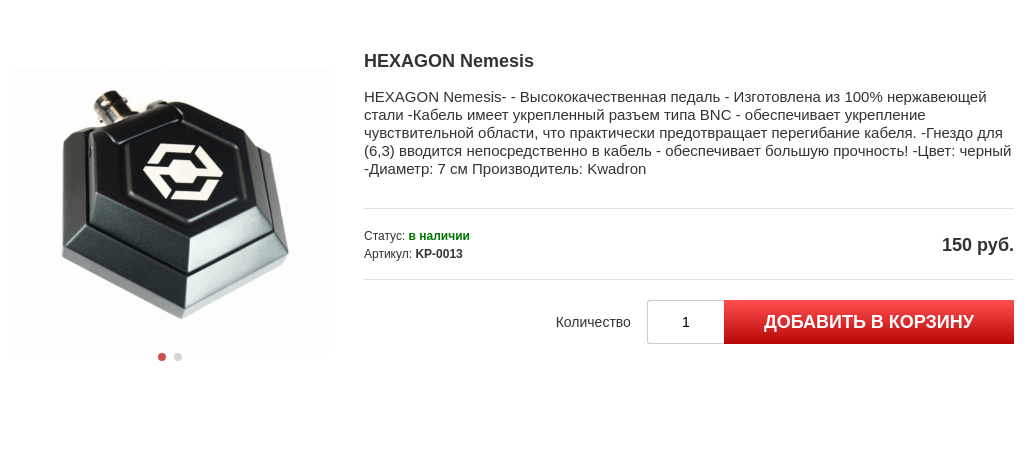 HEXAGON Nemesis
HEXAGON Nemesis- - Высококачественная педаль - Изготовлена из 100% нержавеющей
стали -Кабель имеет укрепленный разъем типа BNC - обеспечивает укрепление
чувствительной области, что практически предотвращает перегибание кабеля. -Гнездо для
(6,3) вводится непосредственно в кабель - обеспечивает большую прочность! -Цвет: черный
-Диаметр: 7 см Производитель: Kwadron
Статус: в наличии
Артикул: KP-0013
150 руб.
Количество 1 ДОБАВИТЬ В КОРЗИНУ